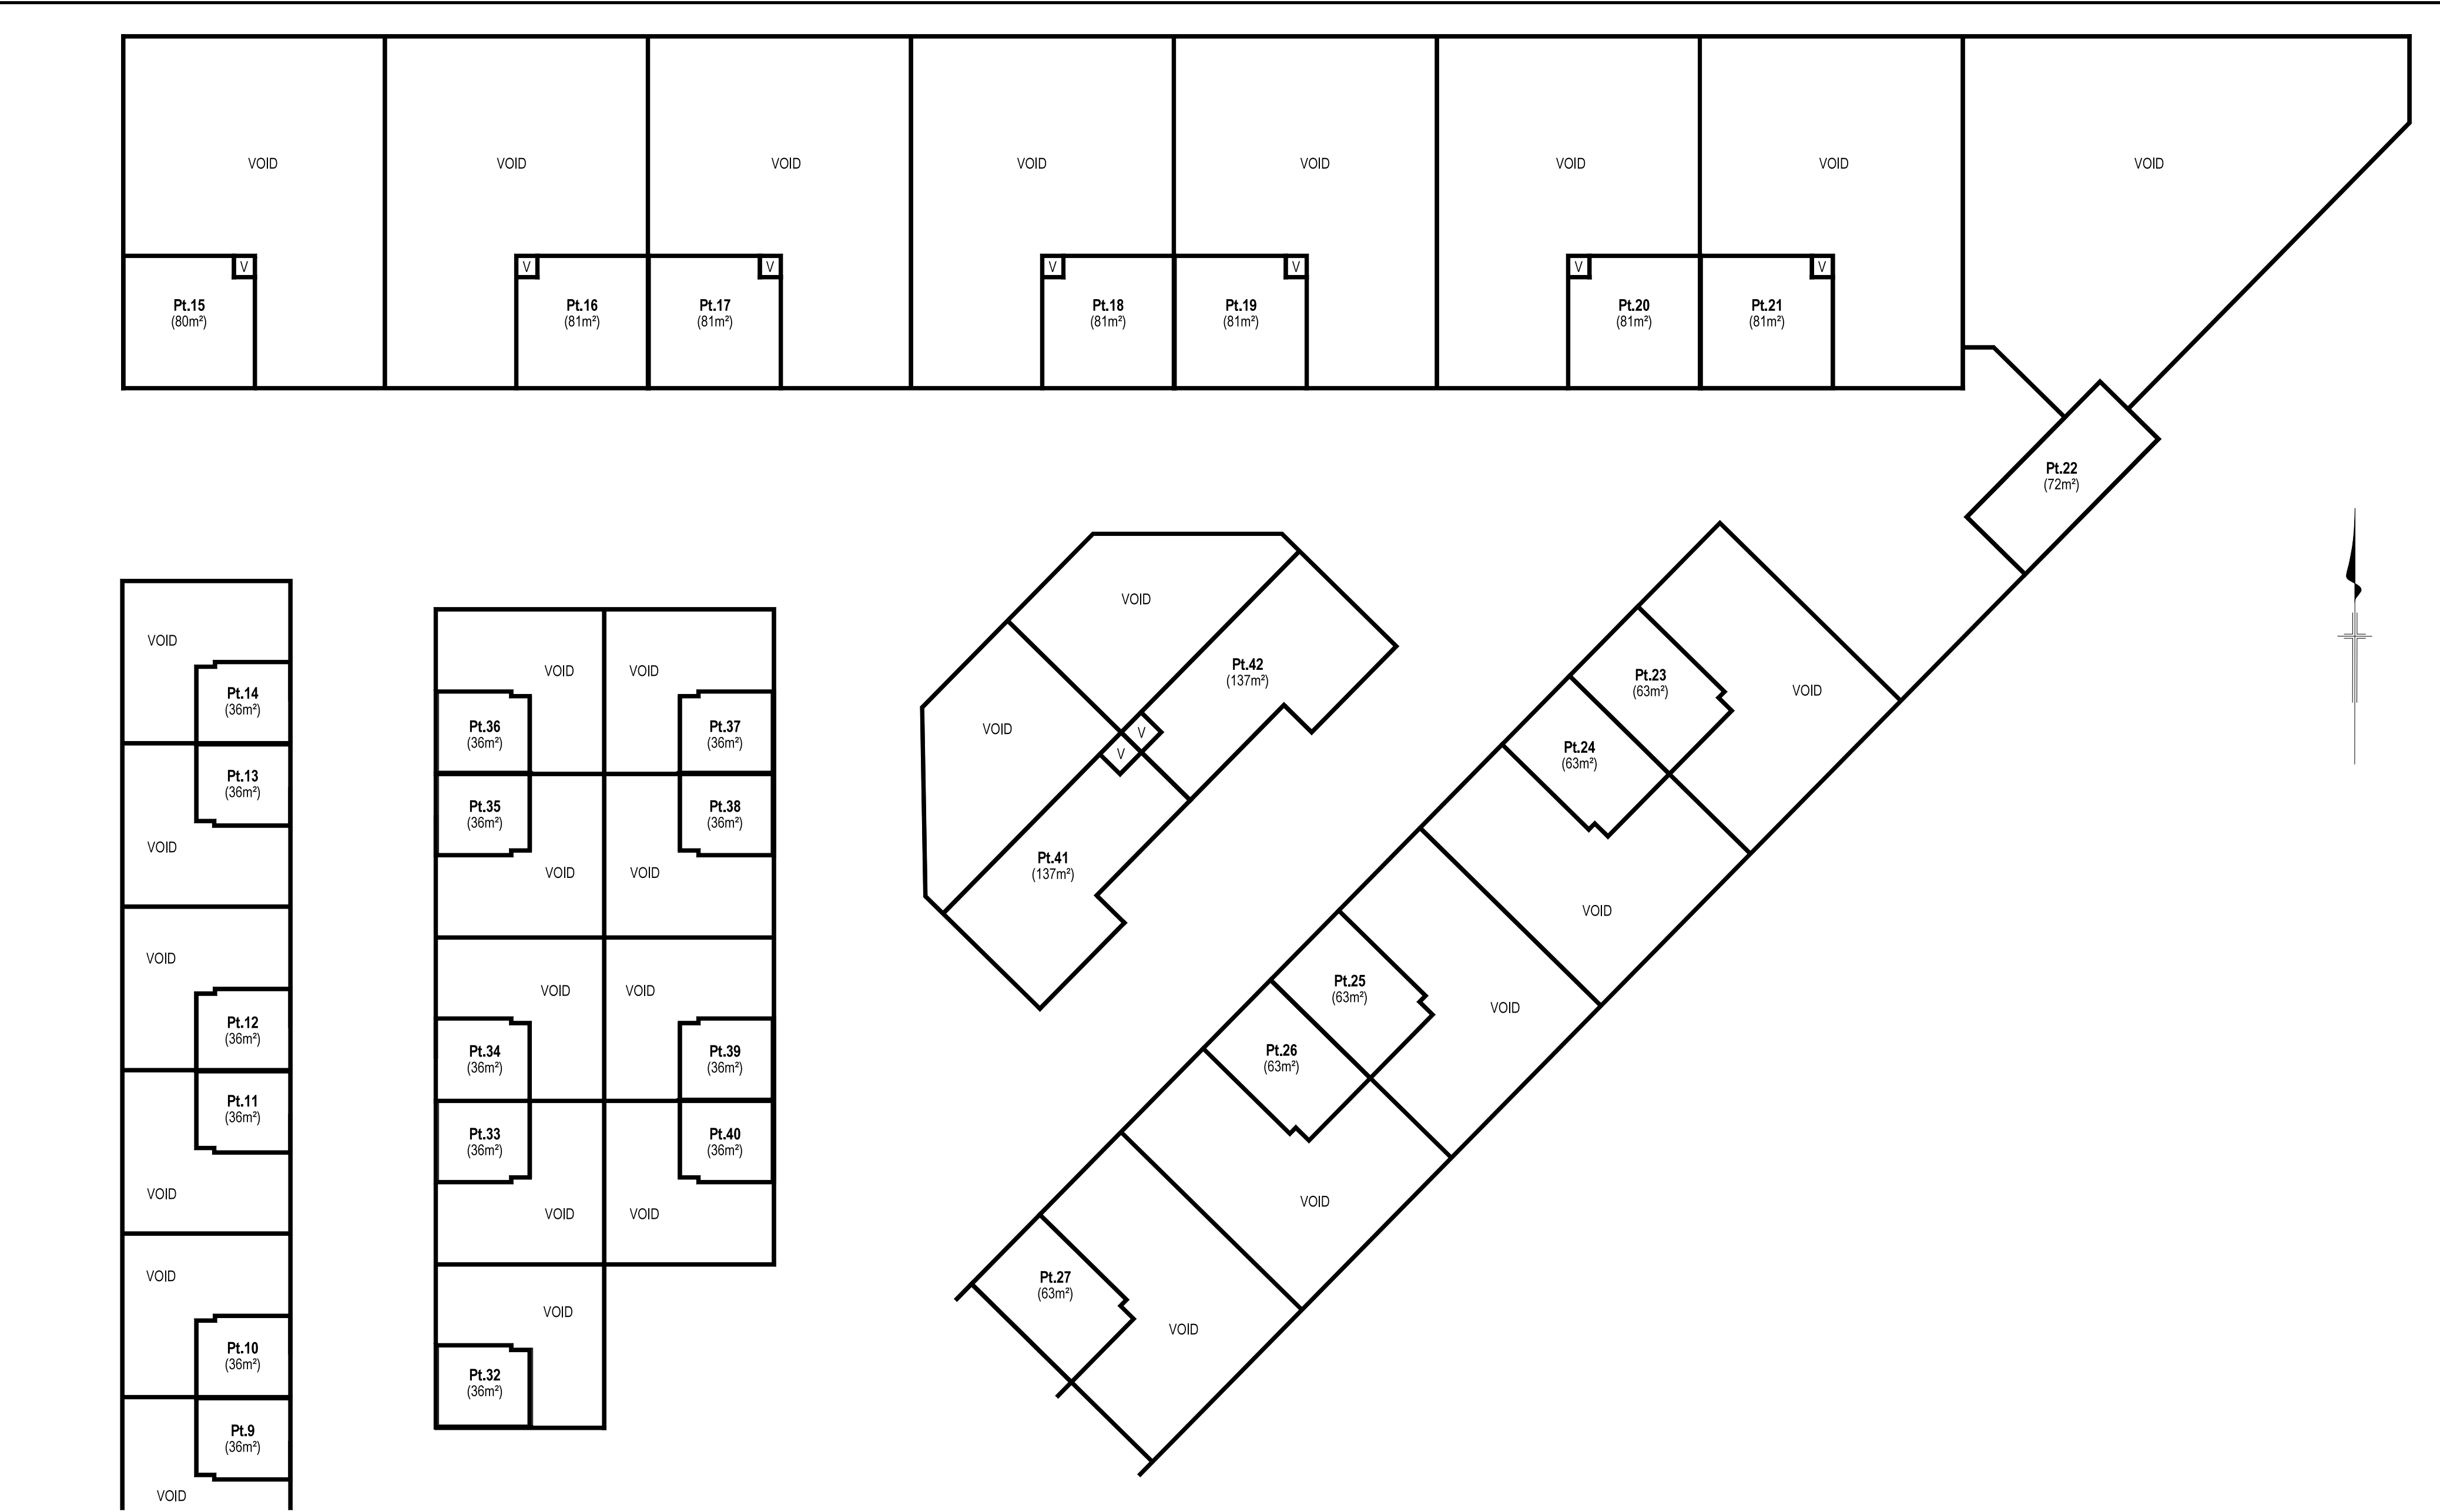 VOID
VOID
VOID
VOID
VOID
VOID
VOID
VOID
V
V
V
V
V
V
V
Pt.15
(80m²)
Pt.16
(81m²)
Pt.17
(81m²)
Pt.18
(81m²)
Pt.19
(81m²)
Pt.20
(81m²)
Pt.21
(81m²)
Pt.22
(72m²)
VOID
Pt.14
(36m²)
Pt.13
(36m²)
VOID
VOID
Pt.12
(36m²)
Pt.11
(36m²)
VOID
VOID
Pt.10
(36m²)
Pt.9
(36m²)
VOID
VOID
VOID
Pt.36
(36m²)
Pt.37
(36m²)
Pt.35
(36m²)
Pt.38
(36m²)
VOID
VOID
VOID
VOID
Pt.34
(36m²)
Pt.39
(36m²)
Pt.33
(36m²)
Pt.40
(36m²)
VOID
VOID
VOID
Pt.32
(36m²)
VOID
Pt.42
(137m²)
VOID
V
V
Pt.41
(137m²)
Pt.23
(63m²)
VOID
Pt.24
(63m²)
VOID
Pt.25
(63m²)
VOID
Pt.26
(63m²)
VOID
Pt.27
(63m²)
VOID